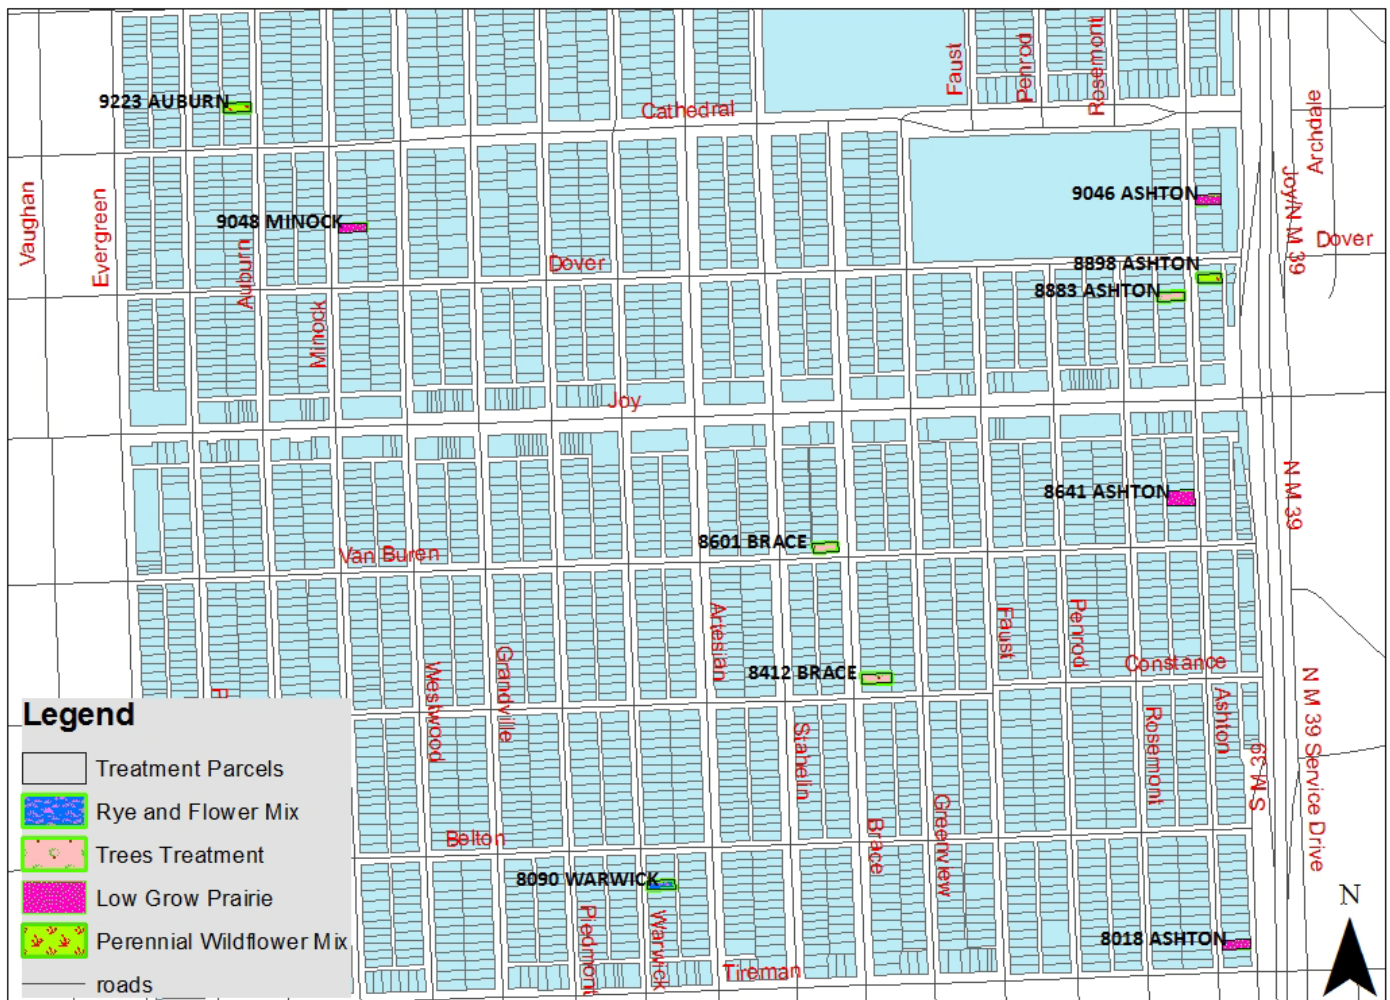 Faust
Penrod
Rosemont
9223 AUBURN
Cathedral
Archdale
Vaughan
Evergreen
9048 MINOCK
9046 ASHTON
Joy/N M 39
Dover
Auburn
Dover
8898 ASHTON
8883 ASHTON
Minock
Joy
N M 39
8641 ASHTON
8601 BRACE
Van Buren
Artesian
Faust
Penrod
Constance
8412 BRACE
Westwood
Grandville
Stahelin
Rosemont
Ashton
S M 39
N M 39 Service Drive
Legend
Treatment Parcels
Rye and Flower Mix
Trees Treatment
Low Grow Prairie
Perennial Wildflower Mix
roads
Belton
Brace
Greenview
8090 WARWICK
Piedmont
Warwick
Tireman
8018 ASHTON
N